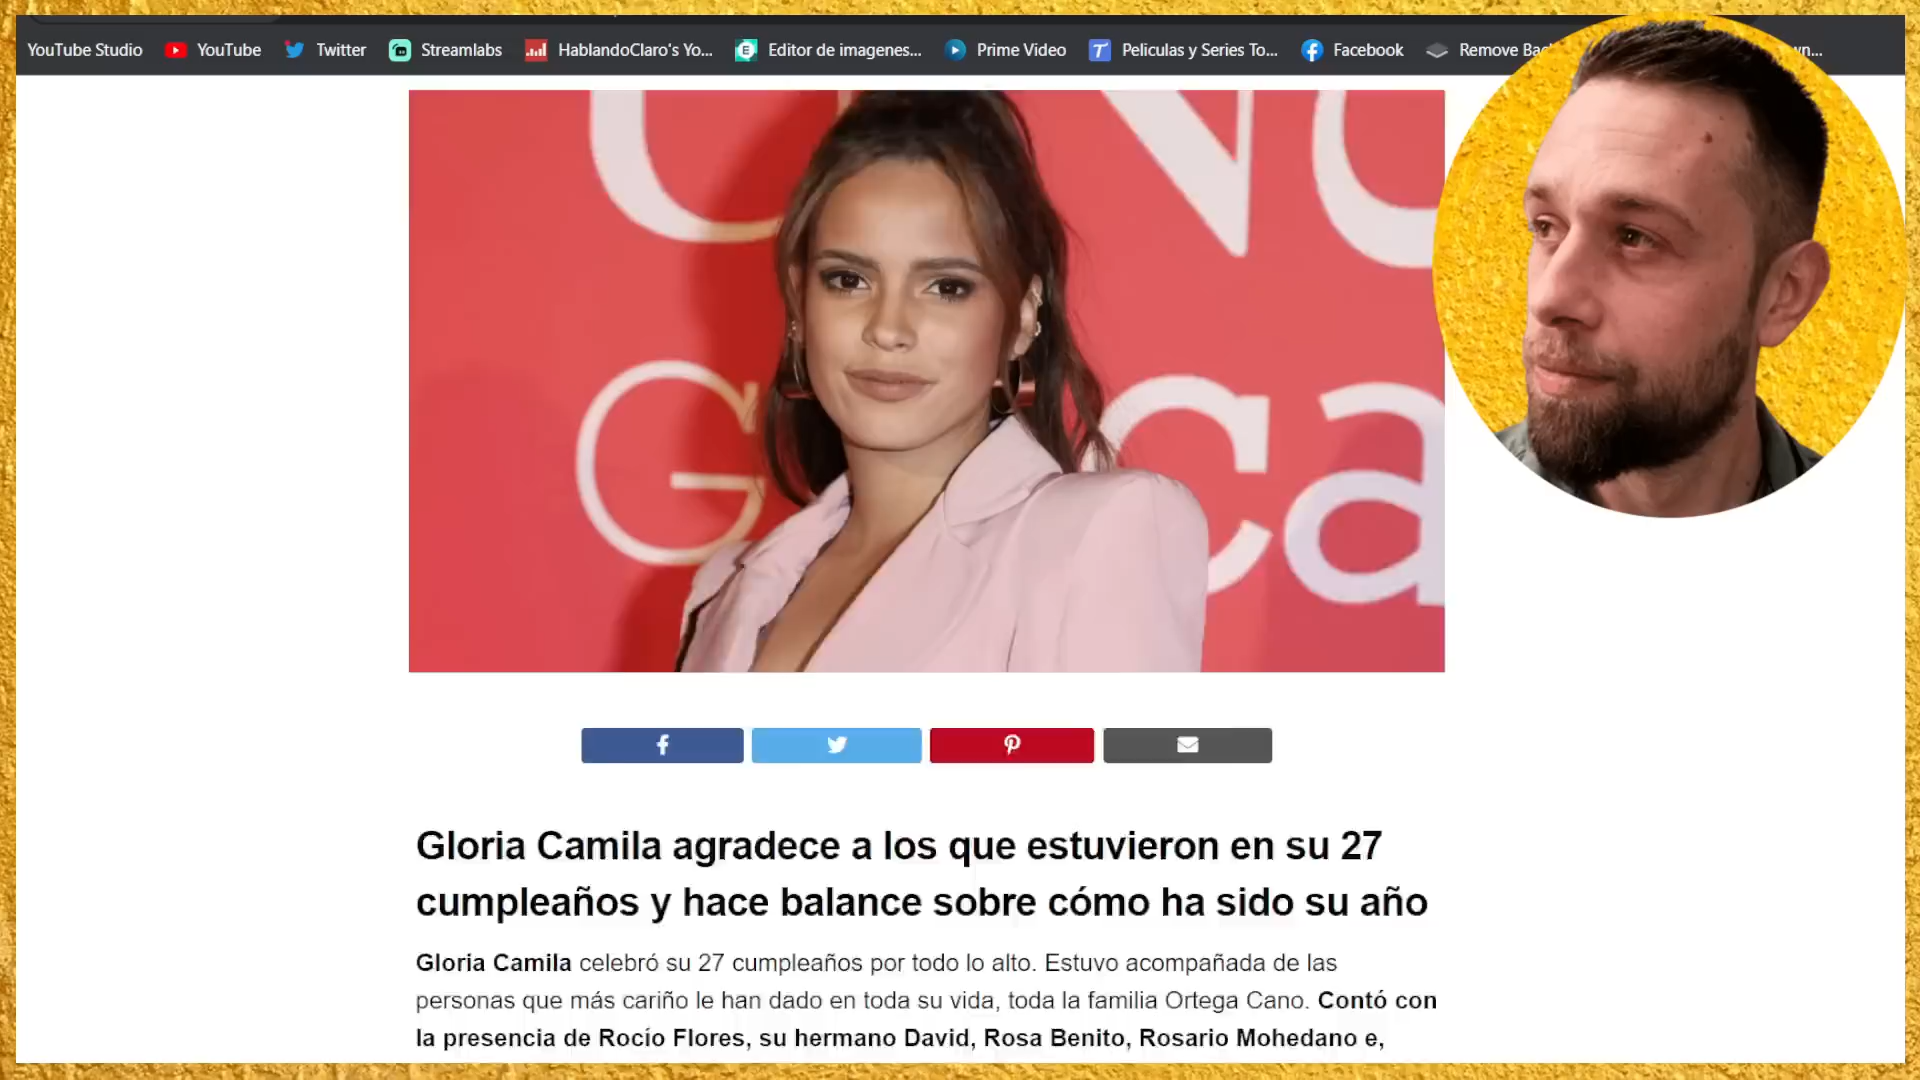 YouTube Studio YouTube Twitter Streamlabs HablandoClaro's Yo... Editor de imagenes... Prime Video Peliculas y Series To... Facebook Remove
G ca
Gloria Camila agradece a los que estuvieron en su 27
cumpleaños y hace balance sobre cómo ha sido su año
Gloria Camila celebró su 27 cumpleaños por todo lo alto. Estuvo acompañada de las
personas que más cariño le han dado en toda su vida, toda la familia Ortega Cano. Contó con
la presencia de Rocío Flores, su hermano David, Rosa Benito, Rosario Mohedano e,